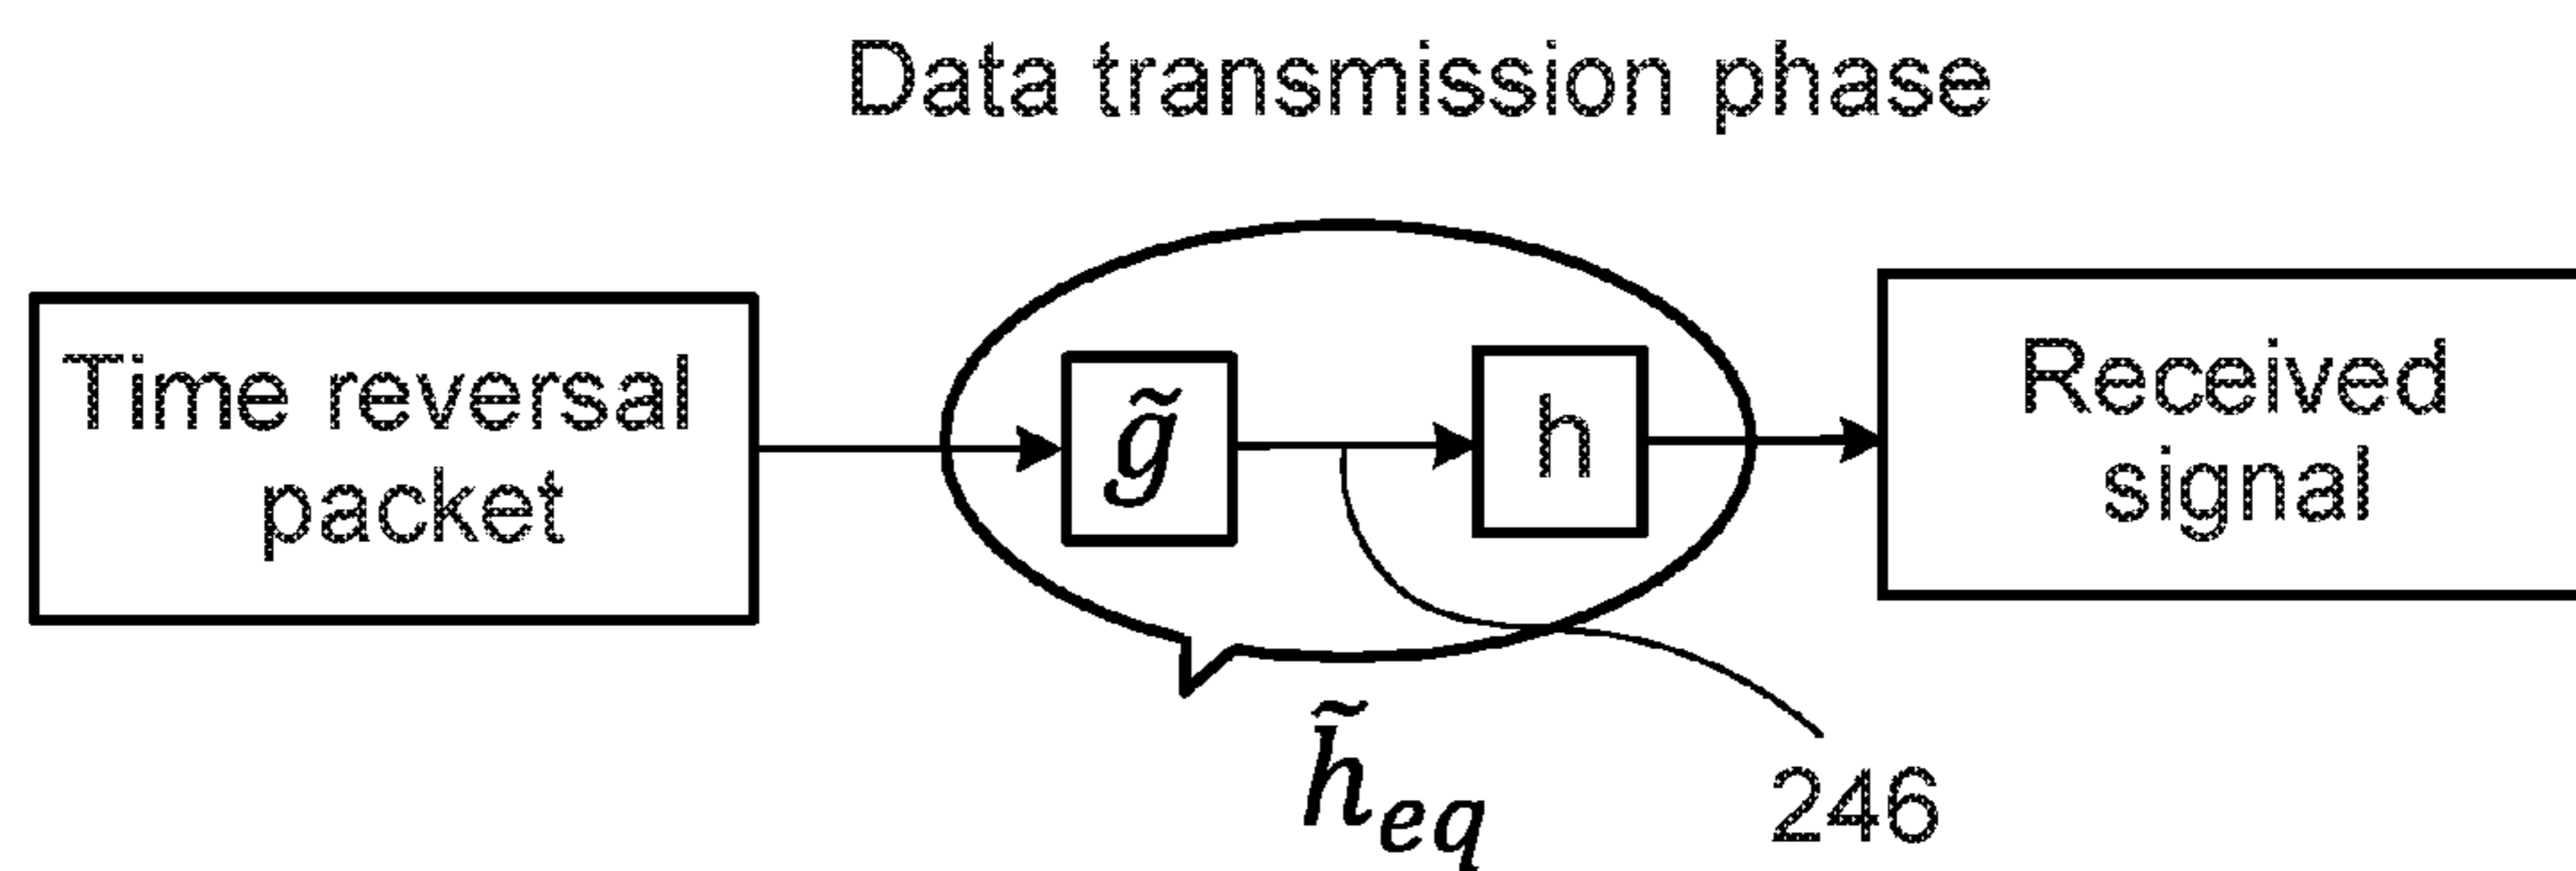 Data transmission phase
Time reversal
packet
g̃
h
Received
signal
h̃eq
246